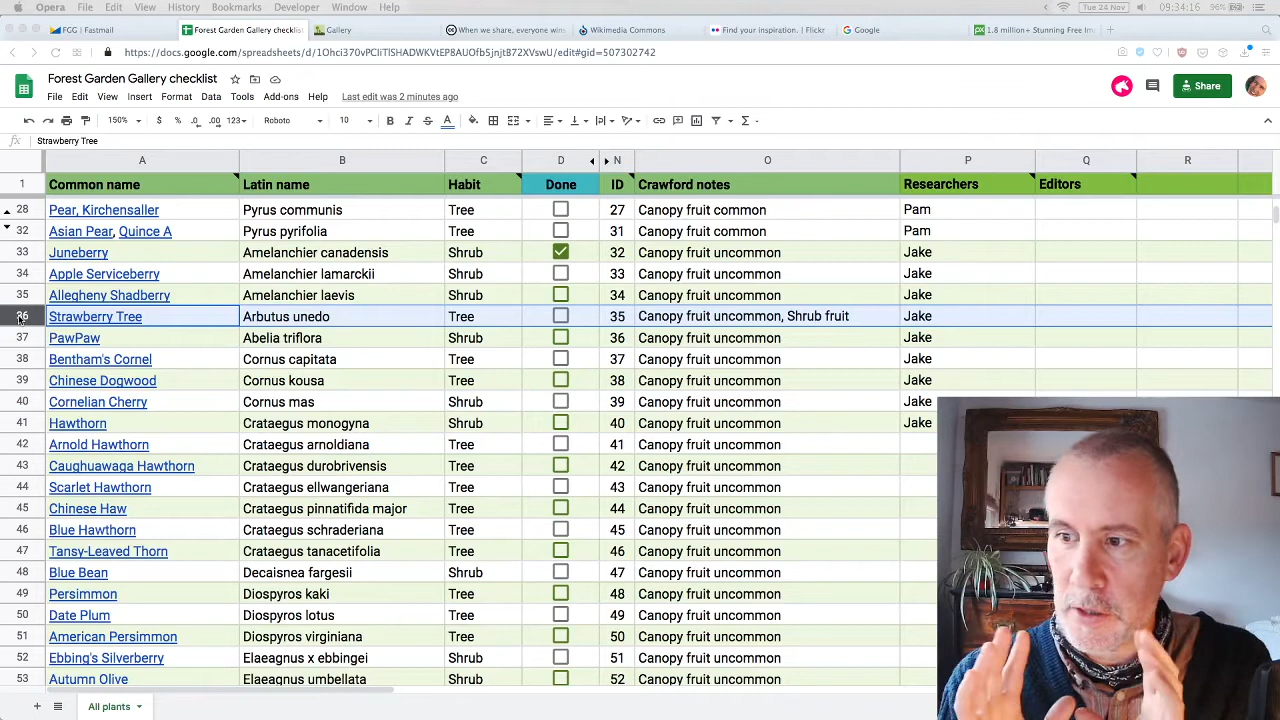 Opera File Edit View History Bookmarks Developer Window Help Tue 24 Nov 09:34:16 96%
FGG | Fastmail Forest Garden Gallery checklist Gallery When we share, everyone wins Wikimedia Commons Find your inspiration. | Flickr Google 1.8 million+ Stunning Free Im
Forest Garden Gallery checklist
File Edit View Insert Format Data Tools Add-ons Help Last edit was 2 minutes ago
Share
150% $ % .0 .00 123 Roboto 10 B I S A
fx Strawberry Tree
A B C D N O P Q R
1 Common name Latin name Habit Done ID Crawford notes Researchers Editors
28 Pear, Kirchensaller Pyrus communis Tree 27 Canopy fruit common Pam
32 Asian Pear, Quince A Pyrus pyrifolia Tree 31 Canopy fruit common Pam
33 Juneberry Amelanchier canadensis Shrub 32 Canopy fruit uncommon Jake
34 Apple Serviceberry Amelanchier lamarckii Shrub 33 Canopy fruit uncommon Jake
35 Allegheny Shadberry Amelanchier laevis Shrub 34 Canopy fruit uncommon Jake
36 Strawberry Tree Arbutus unedo Tree 35 Canopy fruit uncommon, Shrub fruit Jake
37 PawPaw Abelia triflora Shrub 36 Canopy fruit uncommon Jake
38 Bentham's Cornel Cornus capitata Tree 37 Canopy fruit uncommon Jake
39 Chinese Dogwood Cornus kousa Tree 38 Canopy fruit uncommon Jake
40 Cornelian Cherry Cornus mas Shrub 39 Canopy fruit uncommon Jake
41 Hawthorn Crataegus monogyna Shrub 40 Canopy fruit uncommon Jake
42 Arnold Hawthorn Crataegus arnoldiana Tree 41 Canopy fruit uncommon
43 Caughuawaga Hawthorn Crataegus durobrivensis Tree 42 Canopy fruit uncommon
44 Scarlet Hawthorn Crataegus ellwangeriana Tree 43 Canopy fruit uncommon
45 Chinese Haw Crataegus pinnatifida major Tree 44 Canopy fruit uncommon
46 Blue Hawthorn Crataegus schraderiana Tree 45 Canopy fruit uncommon
47 Tansy-Leaved Thorn Crataegus tanacetifolia Tree 46 Canopy fruit uncommon
48 Blue Bean Decaisnea fargesii Shrub 47 Canopy fruit uncommon
49 Persimmon Diospyros kaki Tree 48 Canopy fruit uncommon
50 Date Plum Diospyros lotus Tree 49 Canopy fruit uncommon
51 American Persimmon Diospyros virginiana Tree 50 Canopy fruit uncommon
52 Ebbing's Silverberry Elaeagnus x ebbingei Shrub 51 Canopy fruit uncommon
53 Autumn Olive Elaeagnus umbellata Shrub 52 Canopy fruit uncommon
All plants